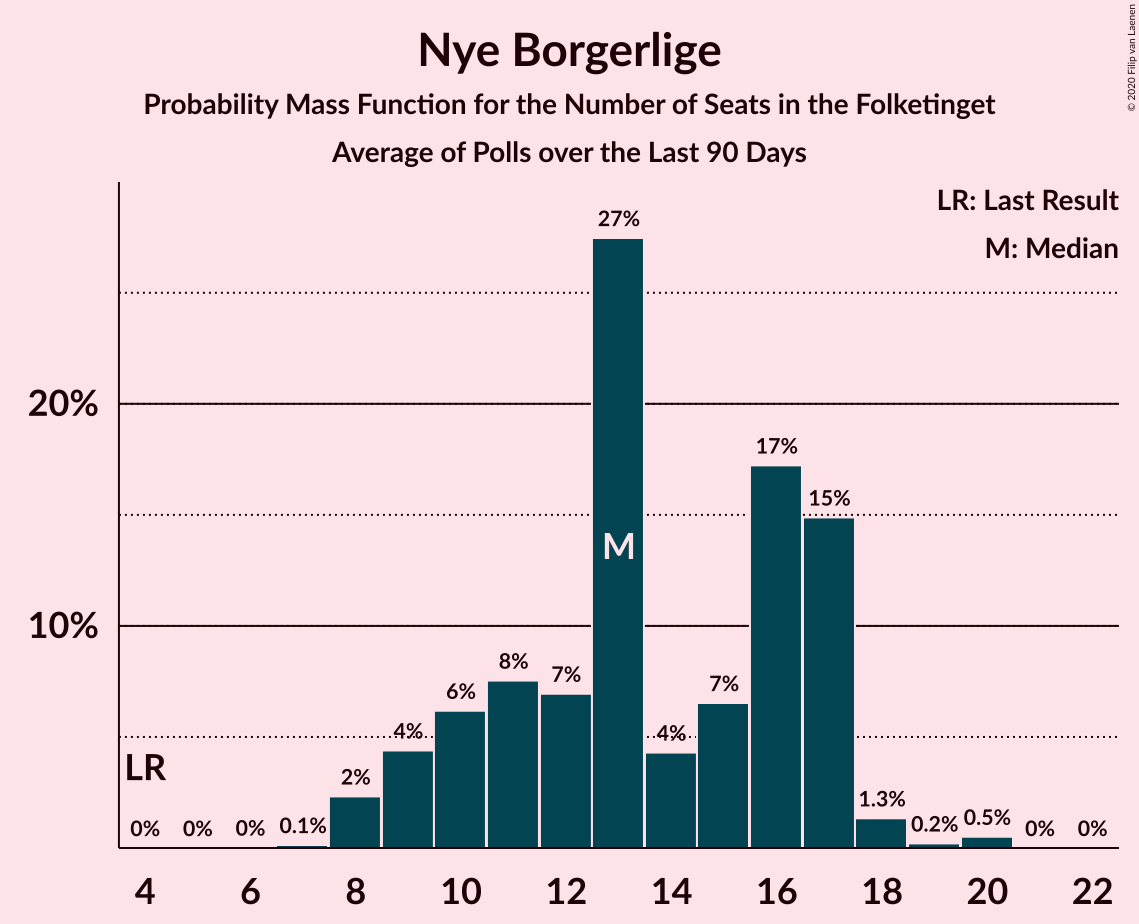 Nye Borgerlige
Probability Mass Function for the Number of Seats in the Folketinget
Average of Polls over the Last 90 Days
© 2020 Filip van Laenen
LR: Last Result
M: Median
27%
20%
17%
15%
M
10%
8%
7%
7%
6%
4%
4%
LR
2%
1.3%
0.5%
0.2%
0.1%
0% 0% 0% 0% 0%
4 6 8 10 12 14 16 18 20 22